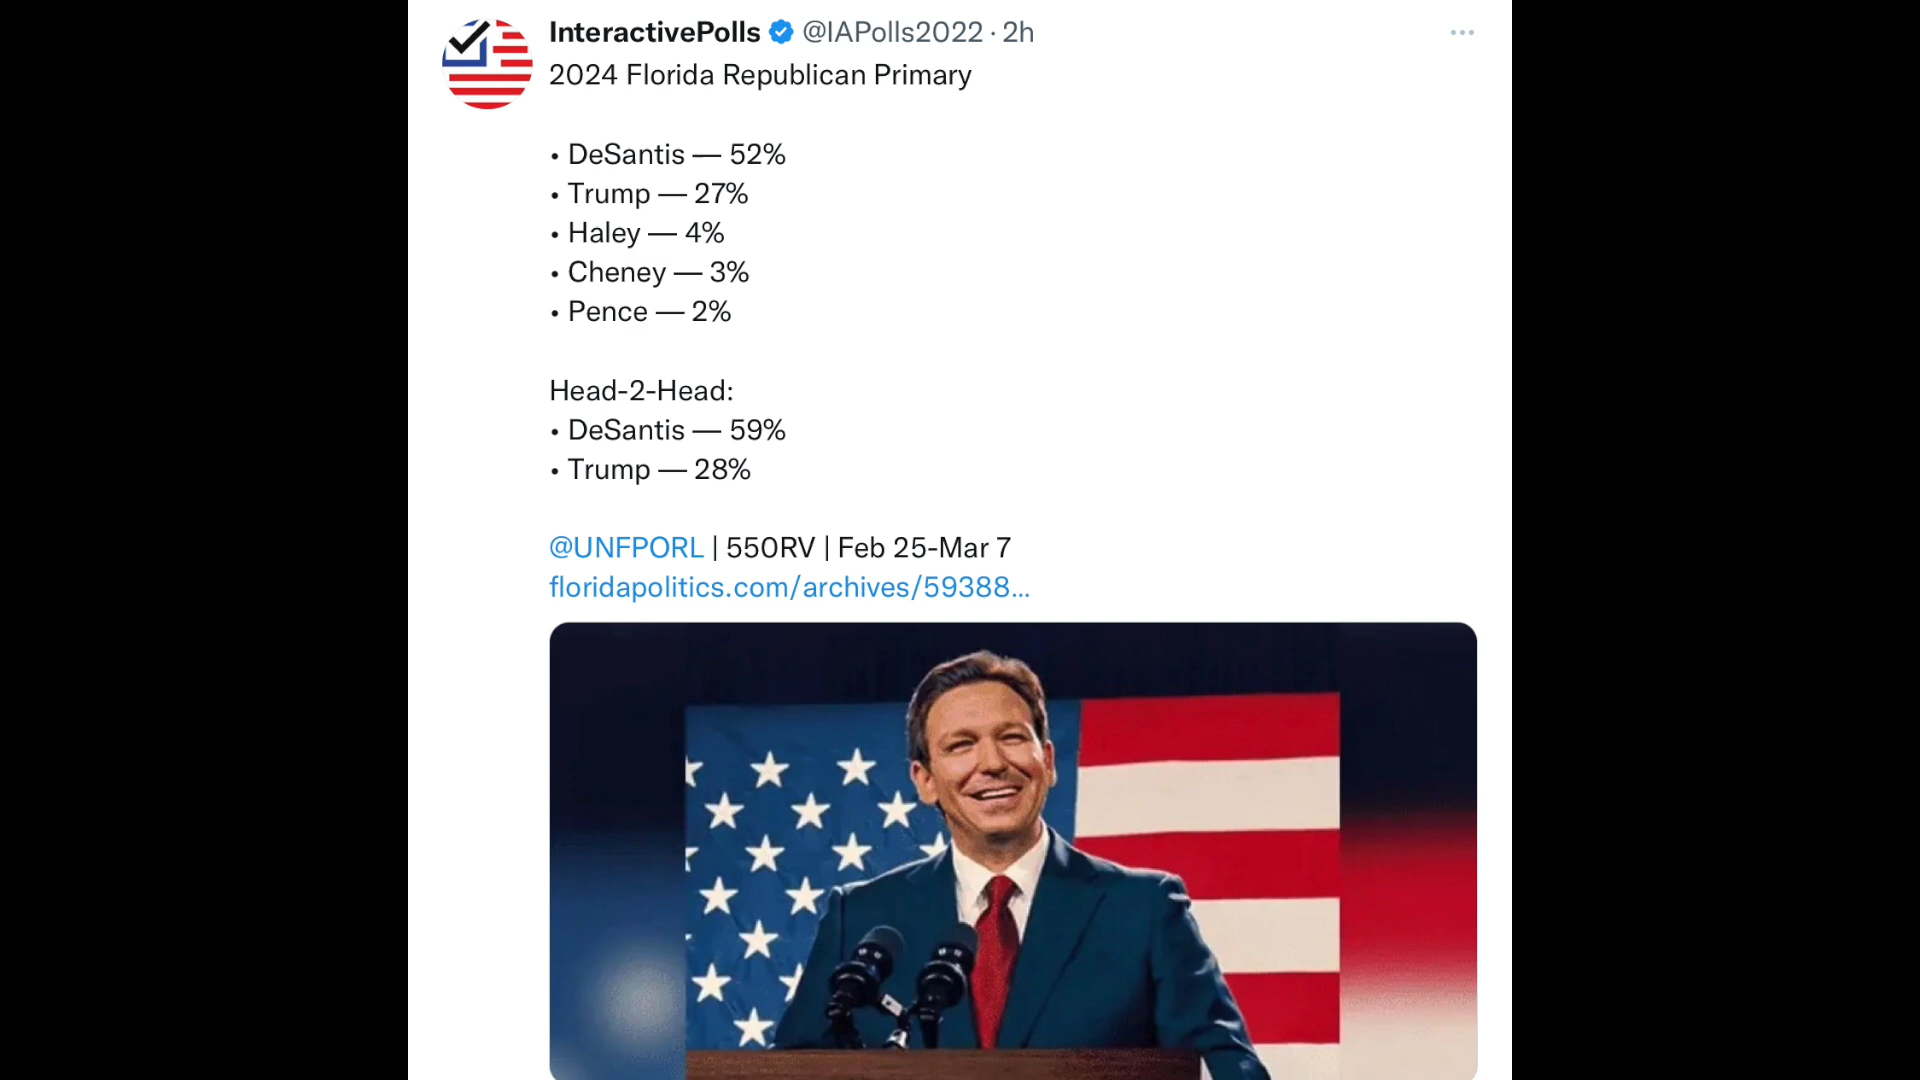 InteractivePolls @IAPolls2022 · 2h
2024 Florida Republican Primary
• DeSantis — 52%
• Trump — 27%
• Haley — 4%
• Cheney — 3%
• Pence — 2%
Head-2-Head:
• DeSantis — 59%
• Trump — 28%
@UNFPORL | 550RV | Feb 25-Mar 7
floridapolitics.com/archives/59388…